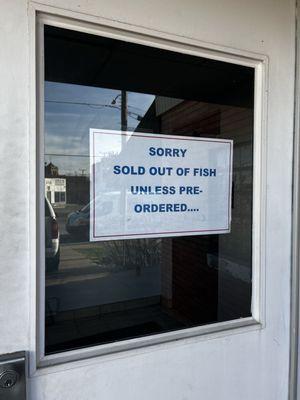 SORRY
SOLD OUT OF FISH
UNLESS PRE-
ORDERED....